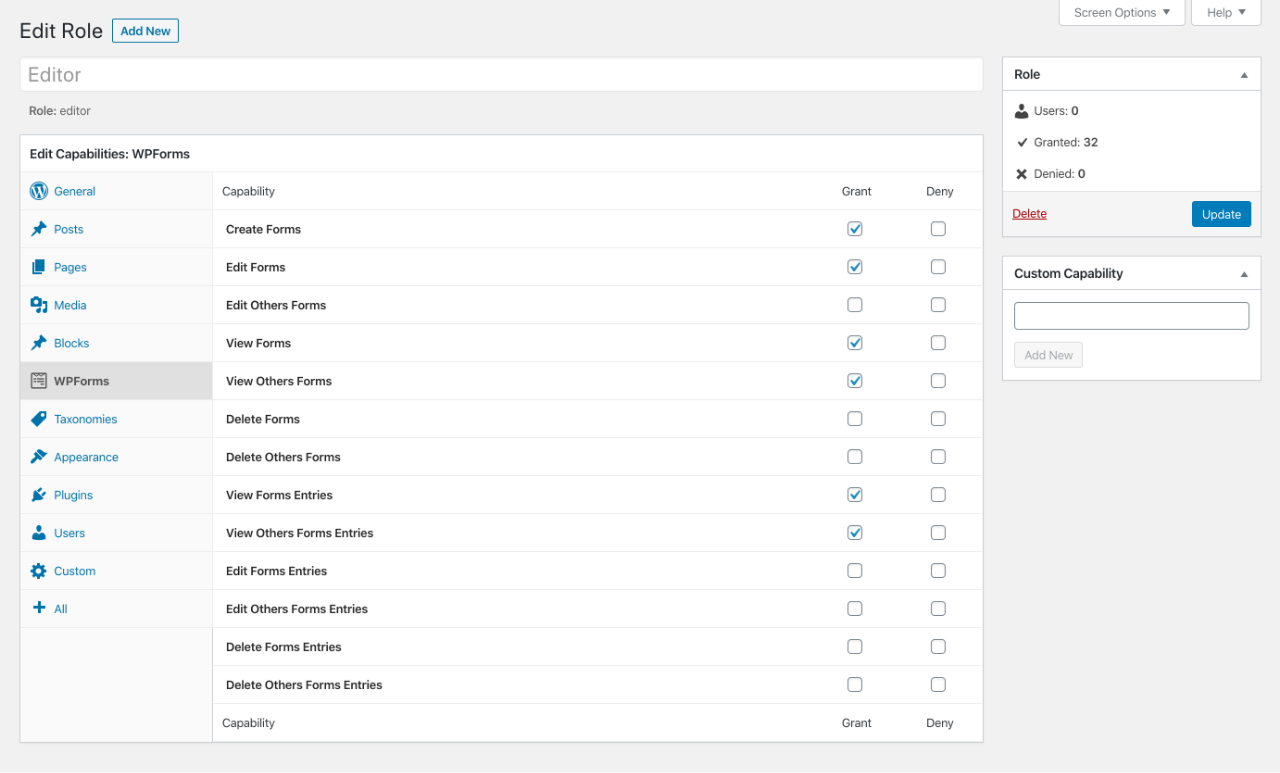 Screen Options
Help
Edit Role
Add New
Editor
Role: editor
Edit Capabilities: WPForms
General
Posts
Pages
Media
Blocks
WPForms
Taxonomies
Appearance
Plugins
Users
Custom
All
Capability Grant Deny
Create Forms
Edit Forms
Edit Others Forms
View Forms
View Others Forms
Delete Forms
Delete Others Forms
View Forms Entries
View Others Forms Entries
Edit Forms Entries
Edit Others Forms Entries
Delete Forms Entries
Delete Others Forms Entries
Capability Grant Deny
Role
Users: 0
Granted: 32
Denied: 0
Delete
Update
Custom Capability
Add New